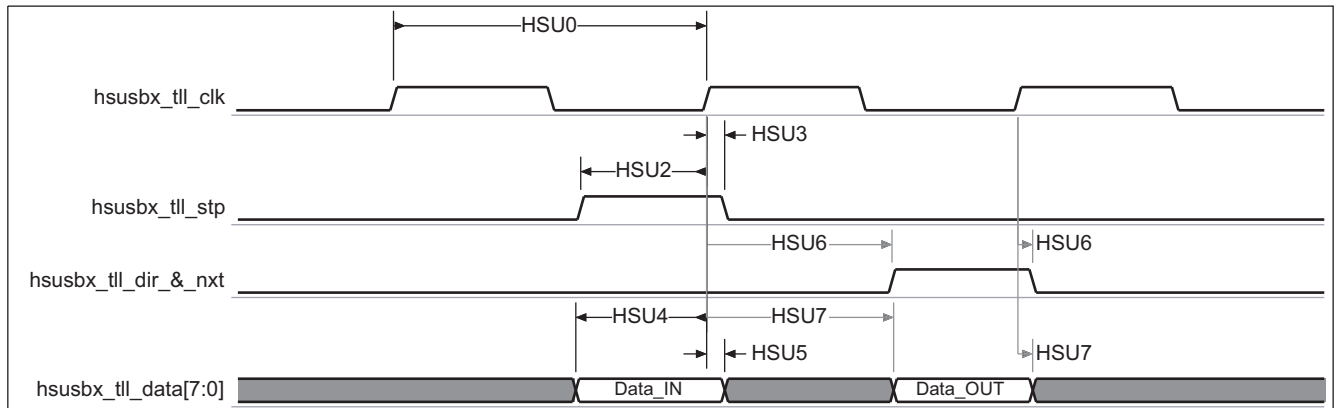 HSU0
hsusbx_tll_clk
HSU3
HSU2
hsusbx_tll_stp
HSU6 HSU6
hsusbx_tll_dir_&_nxt
HSU4 HSU7
HSU5 HSU7
hsusbx_tll_data[7:0] Data_IN Data_OUT